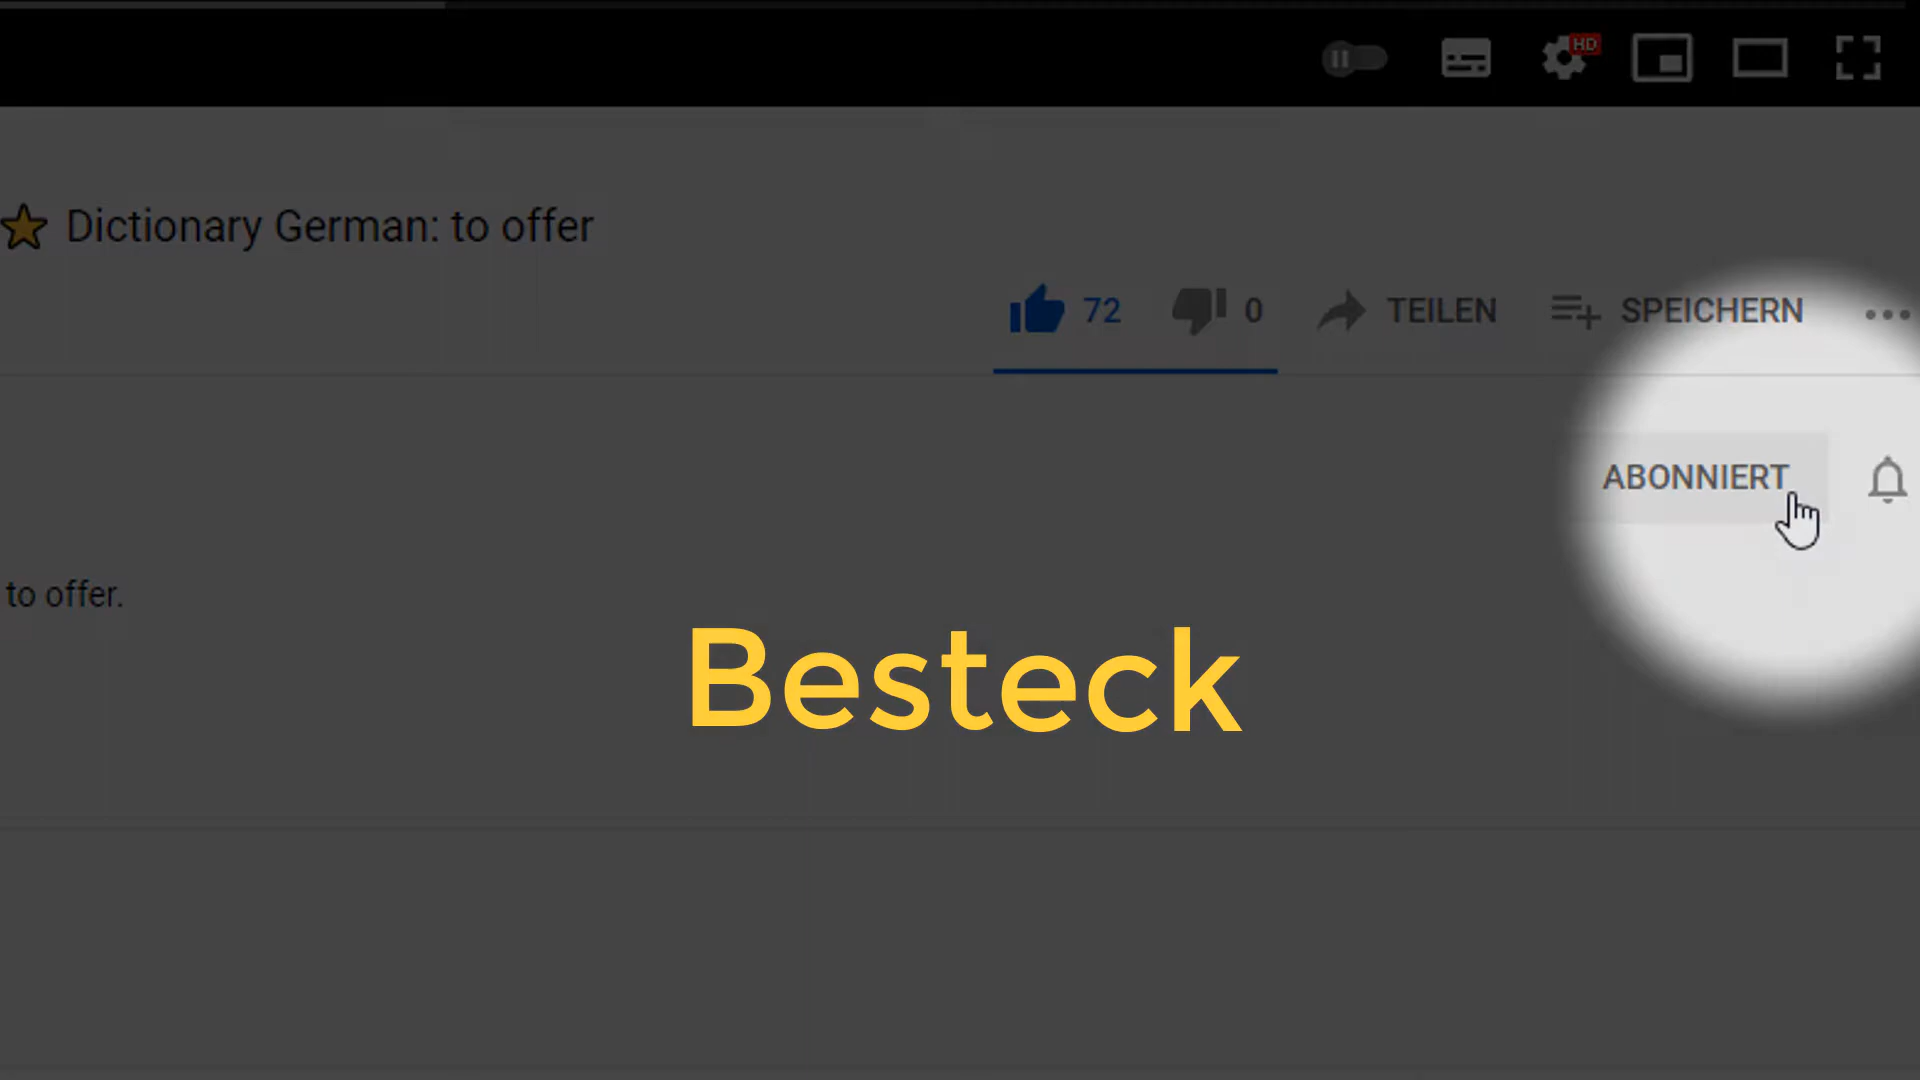 HD
Dictionary German: to offer
72 0 TEILEN SPEICHERN
ABONNIERT
to offer.
Besteck